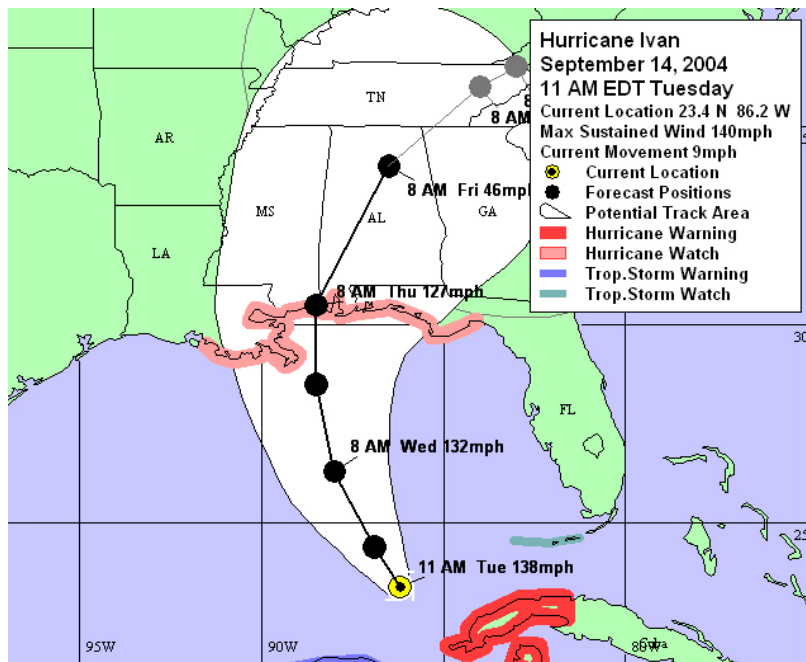 Hurricane Ivan
September 14, 2004
11 AM EDT Tuesday
Current Location 23.4 N 86.2 W
Max Sustained Wind 140mph
Current Movement 9mph
Current Location
Forecast Positions
Potential Track Area
Hurricane Warning
Hurricane Watch
Trop.Storm Warning
Trop.Storm Watch
TN
8 AM
8
AR
8 AM Fri 46mph
MS
AL
GA
LA
8 AM Thu 127mph
30
FL
8 AM Wed 132mph
25
11 AM Tue 138mph
95W
90W
80W